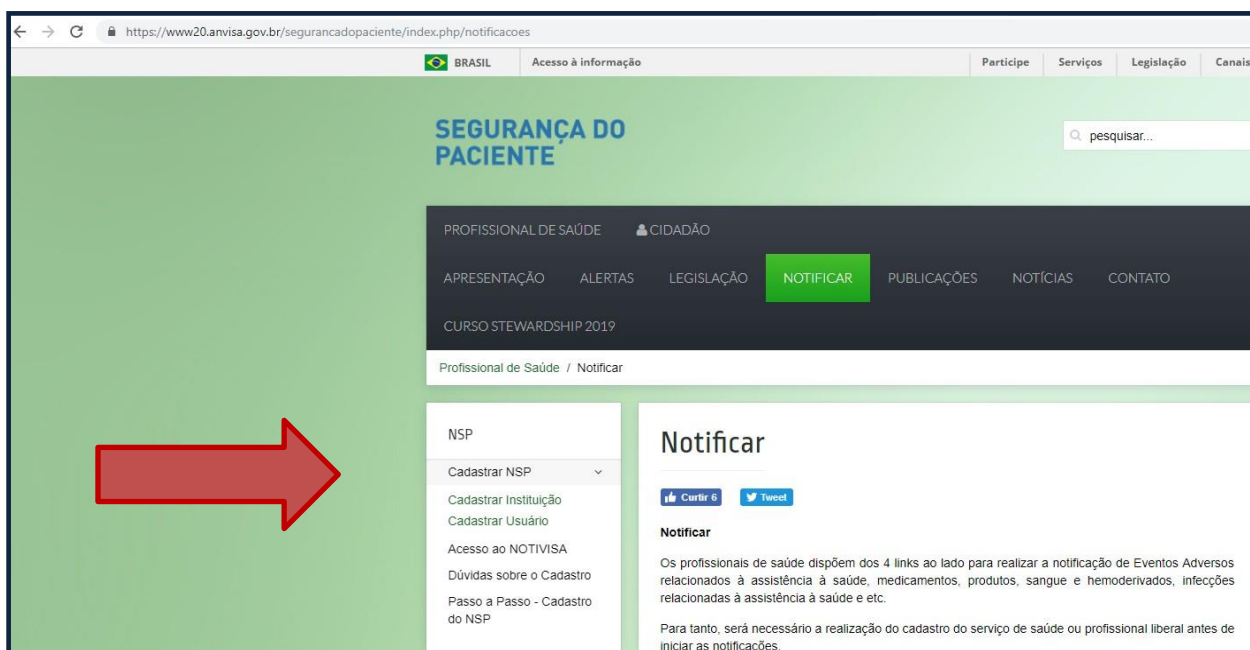 https://www20.anvisa.gov.br/segurancadopaciente/index.php/notificacoes
BRASIL Acesso à informação Participe Serviços Legislação Canais
SEGURANÇA DO
PACIENTE
pesquisar...
PROFISSIONAL DE SAÚDE CIDADÃO
APRESENTAÇÃO ALERTAS LEGISLAÇÃO NOTIFICAR PUBLICAÇÕES NOTÍCIAS CONTATO
CURSO STEWARDSHIP 2019
Profissional de Saúde / Notificar
NSP
Cadastrar NSP
Cadastrar Instituição
Cadastrar Usuário
Acesso ao NOTIVISA
Dúvidas sobre o Cadastro
Passo a Passo - Cadastro
do NSP
Notificar
Curtir 6 Tweet
Notificar
Os profissionais de saúde dispõem dos 4 links ao lado para realizar a notificação de Eventos Adversos
relacionados à assistência à saúde, medicamentos, produtos, sangue e hemoderivados, infecções
relacionadas à assistência à saúde e etc.
Para tanto, será necessário a realização do cadastro do serviço de saúde ou profissional liberal antes de
iniciar as notificações.